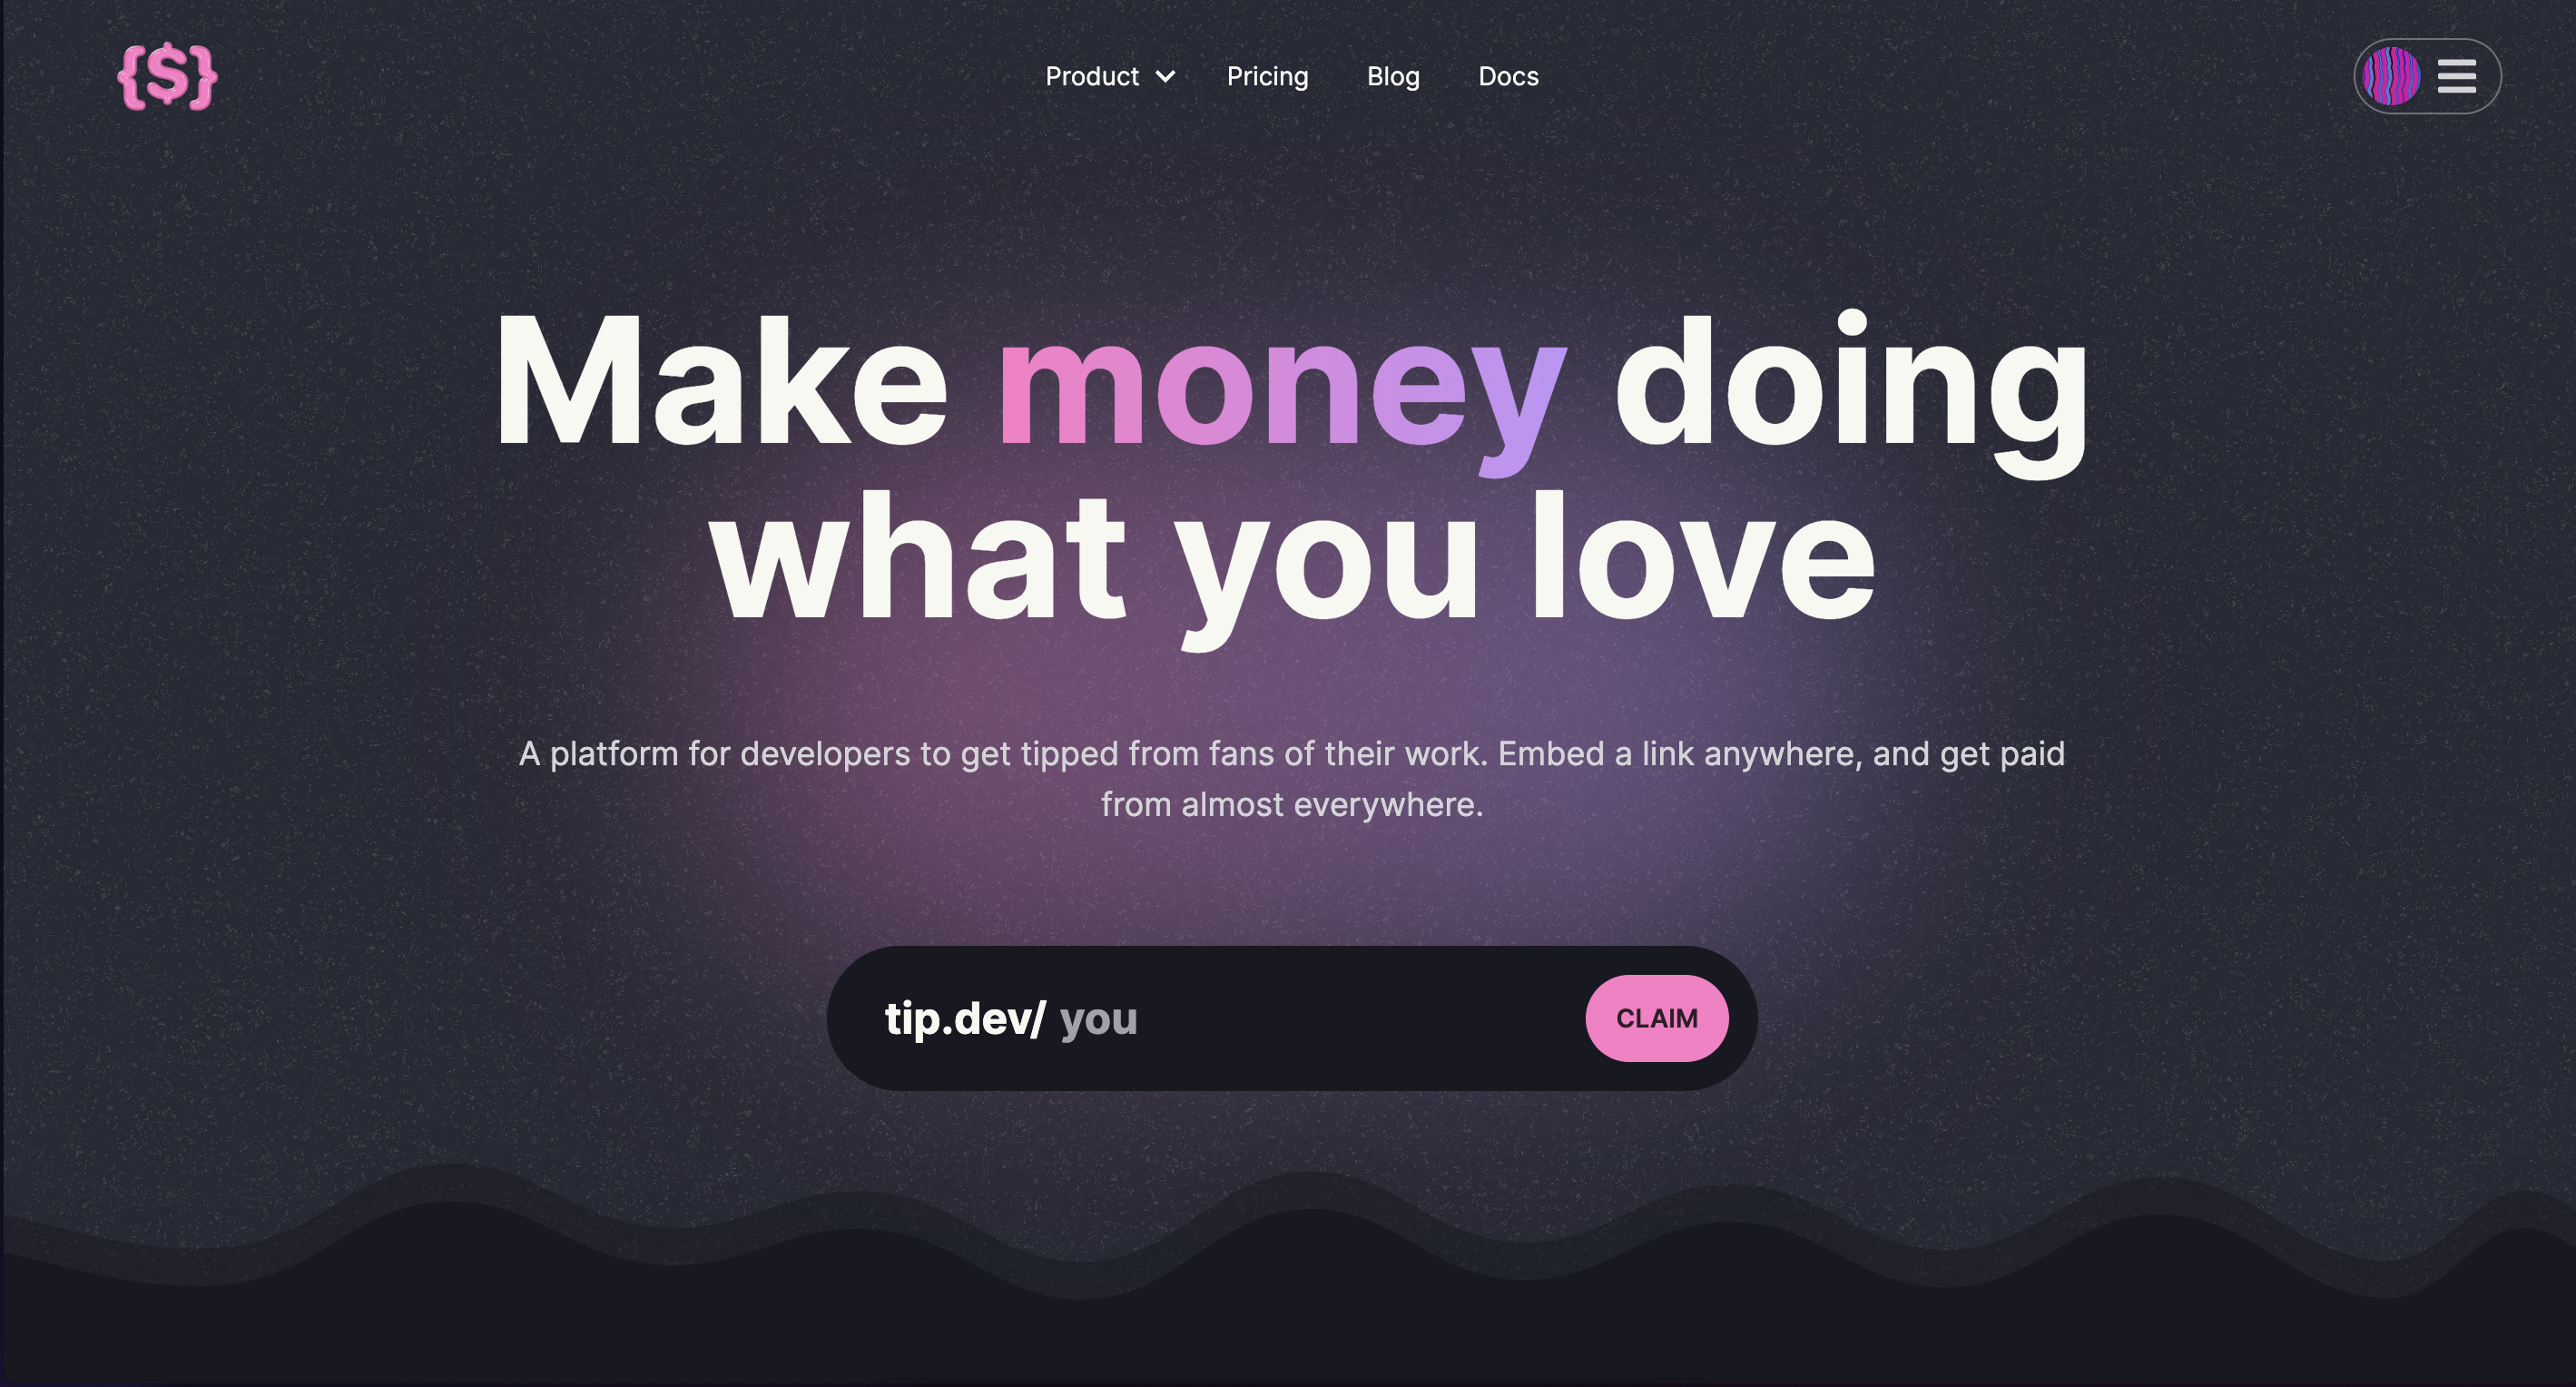 {$}
Product
Pricing
Blog
Docs
Make money doing
what you love
A platform for developers to get tipped from fans of their work. Embed a link anywhere, and get paid
from almost everywhere.
tip.dev/ you
CLAIM